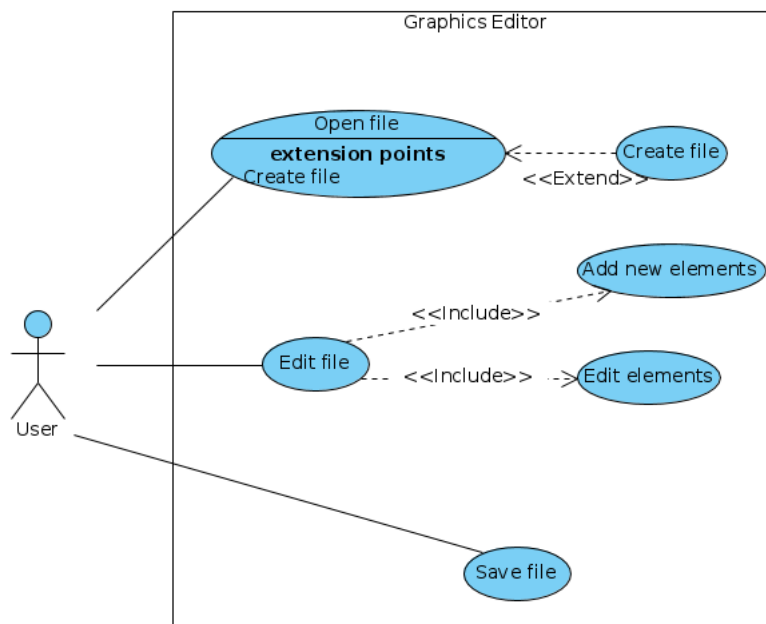 Graphics Editor
Open file
extension points
Create file
Create file
<<Extend>>
Add new elements
<<Include>>
Edit file
<<Include>>
Edit elements
User
Save file